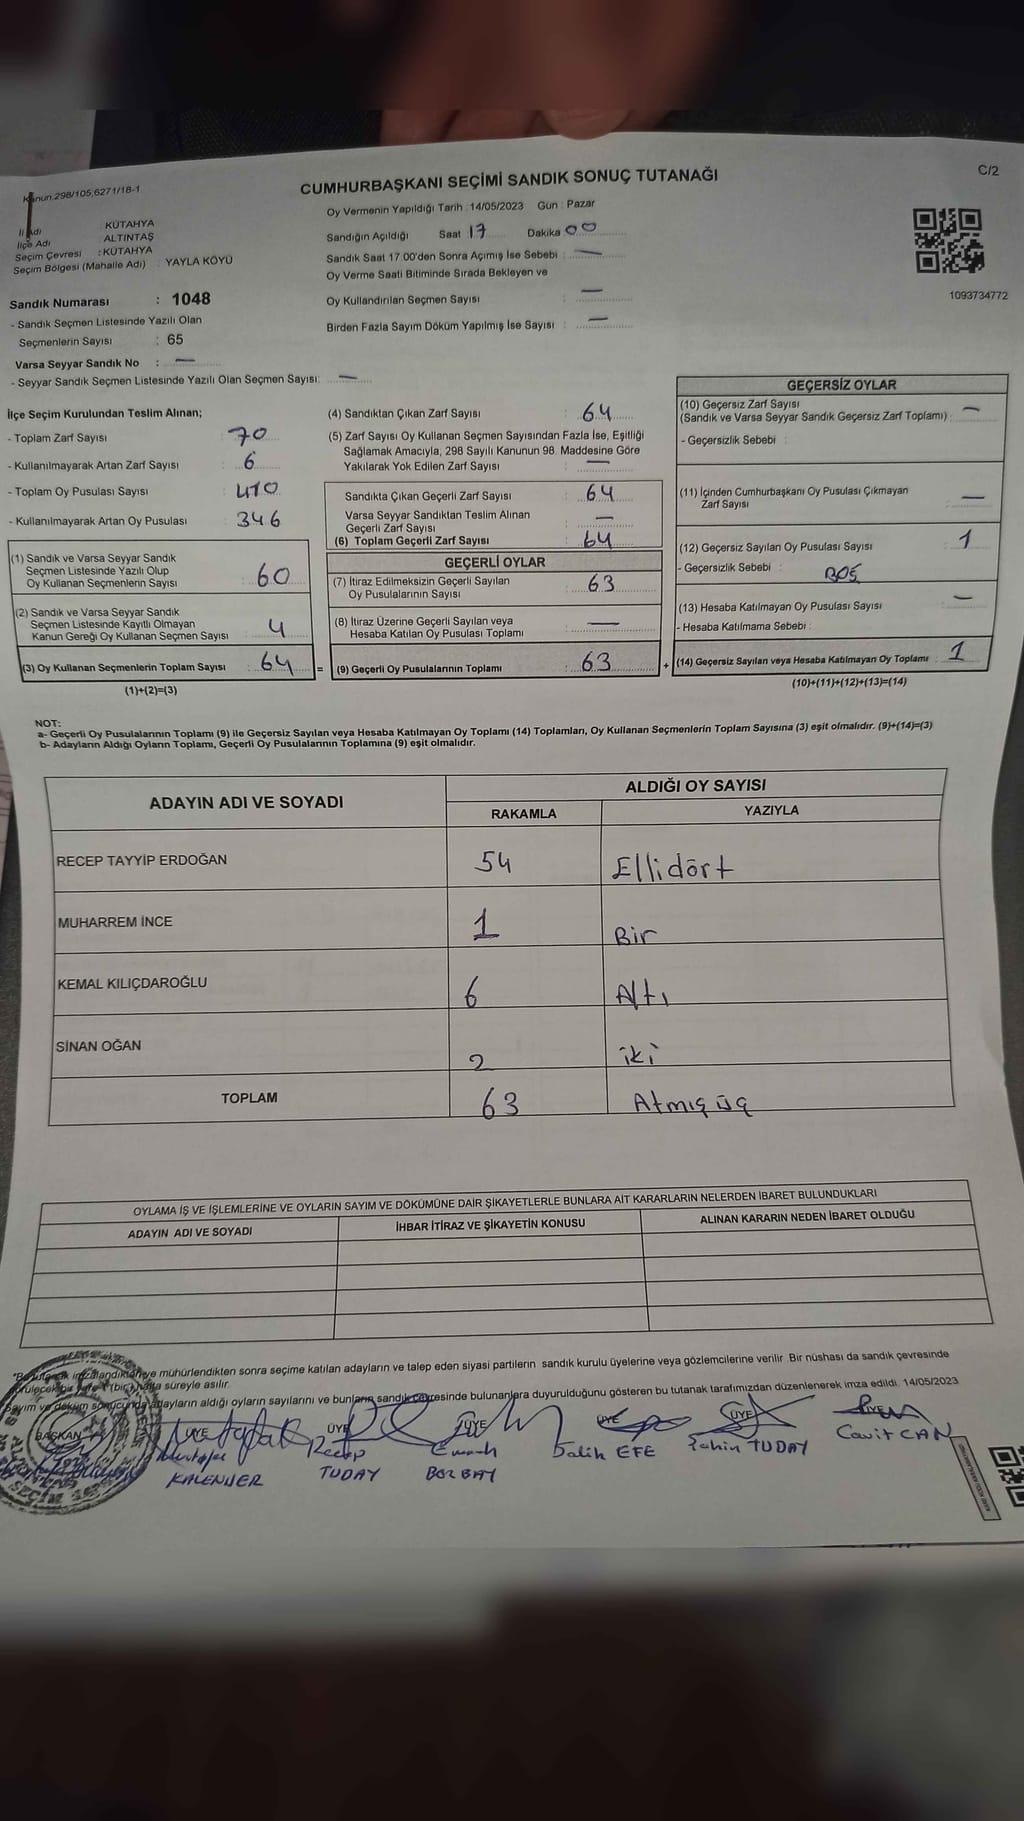 Kanun.298/105,6271/18-1
C/2
CUMHURBAŞKANI SEÇİMİ SANDIK SONUÇ TUTANAĞI
İl Adı : KÜTAHYA
İlçe Adı : ALTINTAŞ
Seçim Çevresi : KÜTAHYA
Seçim Bölgesi (Mahalle Adı) : YAYLA KÖYÜ
Oy Vermenin Yapıldığı Tarih : 14/05/2023 Gün : Pazar
Sandığın Açıldığı Saat 17 Dakika 00
Sandık Saat 17.00'den Sonra Açımış İse Sebebi : —
Oy Verme Saati Bitiminde Sırada Bekleyen ve
Oy Kullandırılan Seçmen Sayısı : —
Birden Fazla Sayım Döküm Yapılmış İse Sayısı : —
1093734772
Sandık Numarası : 1048
- Sandık Seçmen Listesinde Yazılı Olan
Seçmenlerin Sayısı : 65
Varsa Seyyar Sandık No : —
- Seyyar Sandık Seçmen Listesinde Yazılı Olan Seçmen Sayısı: —
İlçe Seçim Kurulundan Teslim Alınan;
- Toplam Zarf Sayısı : 70
- Kullanılmayarak Artan Zarf Sayısı : 6
- Toplam Oy Pusulası Sayısı : 410
- Kullanılmayarak Artan Oy Pusulası : 346
(1) Sandık ve Varsa Seyyar Sandık
Seçmen Listesinde Yazılı Olup
Oy Kullanan Seçmenlerin Sayısı : 60
(2) Sandık ve Varsa Seyyar Sandık
Seçmen Listesinde Kayıtlı Olmayan
Kanun Gereği Oy Kullanan Seçmen Sayısı : 4
(3) Oy Kullanan Seçmenlerin Toplam Sayısı : 64 =
(1)+(2)=(3)
(4) Sandıktan Çıkan Zarf Sayısı : 64
(5) Zarf Sayısı Oy Kullanan Seçmen Sayısından Fazla İse, Eşitliği
Sağlamak Amacıyla, 298 Sayılı Kanunun 98. Maddesine Göre
Yakılarak Yok Edilen Zarf Sayısı : —
Sandıkta Çıkan Geçerli Zarf Sayısı : 64
Varsa Seyyar Sandıktan Teslim Alınan
Geçerli Zarf Sayısı : —
(6) Toplam Geçerli Zarf Sayısı : 64
GEÇERLİ OYLAR
(7) İtiraz Edilmeksizin Geçerli Sayılan
Oy Pusulalarının Sayısı : 63
(8) İtiraz Üzerine Geçerli Sayılan veya
Hesaba Katılan Oy Pusulası Toplamı : —
(9) Geçerli Oy Pusulalarının Toplamı : 63 +
GEÇERSİZ OYLAR
(10) Geçersiz Zarf Sayısı
(Sandık ve Varsa Seyyar Sandık Geçersiz Zarf Toplamı) : —
- Geçersizlik Sebebi :
(11) İçinden Cumhurbaşkanı Oy Pusulası Çıkmayan
Zarf Sayısı : —
(12) Geçersiz Sayılan Oy Pusulası Sayısı : 1
- Geçersizlik Sebebi : BOŞ
(13) Hesaba Katılmayan Oy Pusulası Sayısı : —
- Hesaba Katılmama Sebebi :
(14) Geçersiz Sayılan veya Hesaba Katılmayan Oy Toplamı : 1
(10)+(11)+(12)+(13)=(14)
NOT:
a- Geçerli Oy Pusulalarının Toplamı (9) ile Geçersiz Sayılan veya Hesaba Katılmayan Oy Toplamı (14) Toplamları, Oy Kullanan Seçmenlerin Toplam Sayısına (3) eşit olmalıdır. (9)+(14)=(3)
b- Adayların Aldığı Oyların Toplamı, Geçerli Oy Pusulalarının Toplamına (9) eşit olmalıdır.
ADAYIN ADI VE SOYADI ALDIĞI OY SAYISI
RAKAMLA YAZIYLA
RECEP TAYYİP ERDOĞAN 54 Ellidört
MUHARREM İNCE 1 Bir
KEMAL KILIÇDAROĞLU 6 Altı
SİNAN OĞAN 2 iki
TOPLAM 63 Atmış üç
OYLAMA İŞ VE İŞLEMLERİNE VE OYLARIN SAYIM VE DÖKÜMÜNE DAİR ŞİKAYETLERLE BUNLARA AİT KARARLARIN NELERDEN İBARET BULUNDUKLARI
ADAYIN ADI VE SOYADI İHBAR İTİRAZ VE ŞİKAYETİN KONUSU ALINAN KARARIN NEDEN İBARET OLDUĞU
mühürlendikten sonra seçime katılan adayların ve talep eden siyasi partilerin sandık kurulu üyelerine veya gözlemcilerine verilir. Bir nüshası da sandık çevresinde
süreyle asılır.
adayların aldığı oyların sayılarını ve bunların sandık çevresinde bulunanlara duyurulduğunu gösteren bu tutanak tarafımızdan düzenlenerek imza edildi. 14/05/2023
BAŞKAN ÜYE ÜYE ÜYE ÜYE ÜYE ÜYE
Mustafa KALENDER
Recep TUDAY
Emrah BOZBAY
Salih EFE
Şahin TUDAY
Cavit CAN